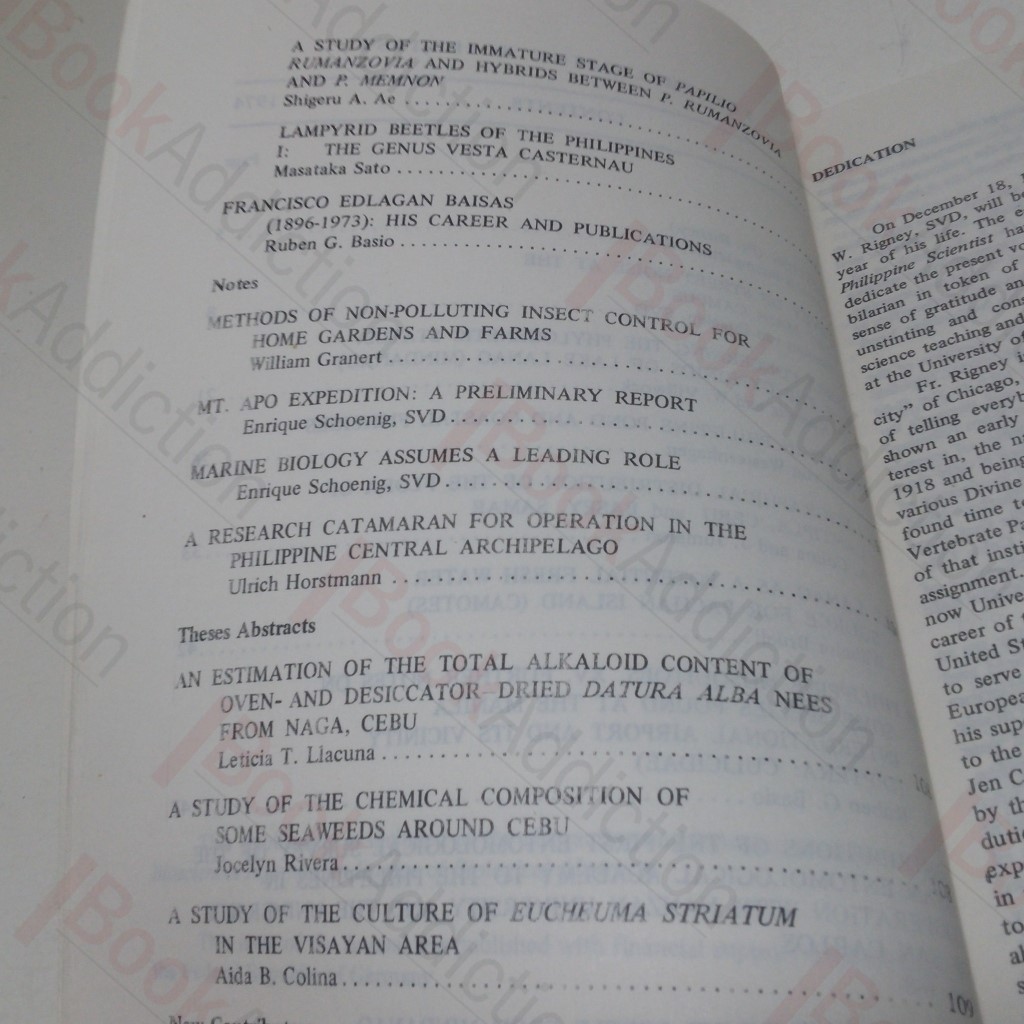 A STUDY OF THE IMMATURE STAGE OF PAPILIO
RUMANZOVIA AND HYBRIDS BETWEEN P. RUMANZOVIA
AND P. MEMNON
Shigeru A. Ae
LAMPYRID BEETLES OF THE PHILIPPINES
I: THE GENUS VESTA CASTERNAU
Masataka Sato
FRANCISCO EDLAGAN BAISAS
(1896-1973): HIS CAREER AND PUBLICATIONS
Ruben G. Basio
Notes
METHODS OF NON-POLLUTING INSECT CONTROL FOR
HOME GARDENS AND FARMS
William Granert
MT. APO EXPEDITION: A PRELIMINARY REPORT
Enrique Schoenig, SVD
MARINE BIOLOGY ASSUMES A LEADING ROLE
Enrique Schoenig, SVD
A RESEARCH CATAMARAN FOR OPERATION IN THE
PHILIPPINE CENTRAL ARCHIPELAGO
Ulrich Horstmann
Theses Abstracts
AN ESTIMATION OF THE TOTAL ALKALOID CONTENT OF
OVEN- AND DESICCATOR-DRIED DATURA ALBA NEES
FROM NAGA, CEBU
Leticia T. Llacuna
A STUDY OF THE CHEMICAL COMPOSITION OF
SOME SEAWEEDS AROUND CEBU
Jocelyn Rivera
A STUDY OF THE CULTURE OF EUCHEUMA STRIATUM
IN THE VISAYAN AREA
Aida B. Colina 109
DEDICATION
On December 18,
W. Rigney, SVD, will be
year of his life. The
Philippine Scientist
dedicate the present
bilarian in token of
sense of gratitude
unstinting and
science teaching and
at the University of
Fr. Rigney
city" of Chicago,
of telling
shown an early
terest in, the
1918 and being
various Divine
found time
Vertebrate
of that
assignment.
now
career of
United
to serve
his
to the
Jen
by
in
to
BookAddiction